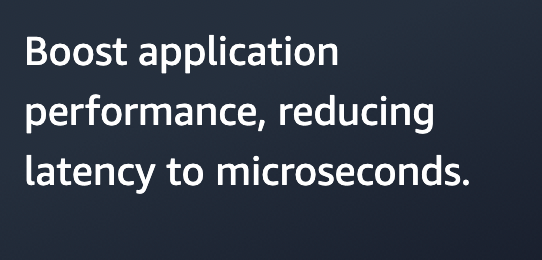 Boost application
performance, reducing
latency to microseconds.